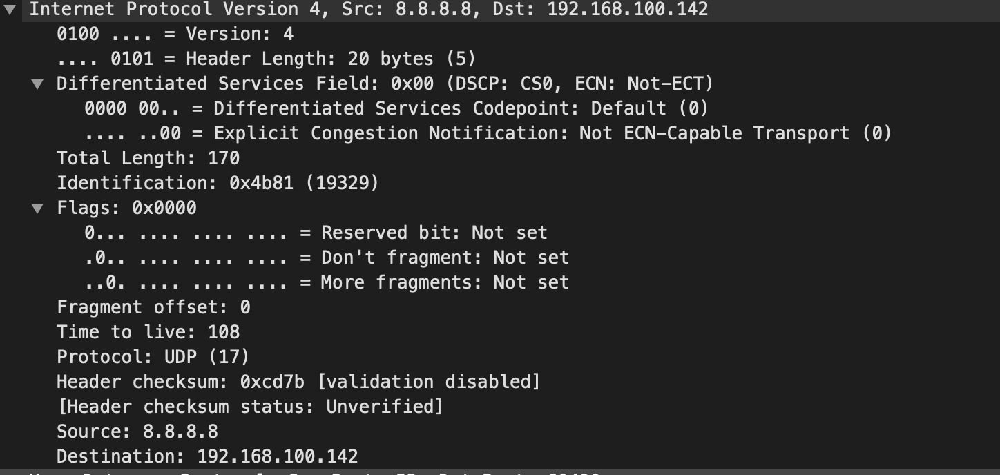 Internet Protocol Version 4, Src: 8.8.8.8, Dst: 192.168.100.142
0100 .... = Version: 4
.... 0101 = Header Length: 20 bytes (5)
Differentiated Services Field: 0x00 (DSCP: CS0, ECN: Not-ECT)
0000 00.. = Differentiated Services Codepoint: Default (0)
.... ..00 = Explicit Congestion Notification: Not ECN-Capable Transport (0)
Total Length: 170
Identification: 0x4b81 (19329)
Flags: 0x0000
0... .... .... .... = Reserved bit: Not set
.0.. .... .... .... = Don't fragment: Not set
..0. .... .... .... = More fragments: Not set
Fragment offset: 0
Time to live: 108
Protocol: UDP (17)
Header checksum: 0xcd7b [validation disabled]
[Header checksum status: Unverified]
Source: 8.8.8.8
Destination: 192.168.100.142